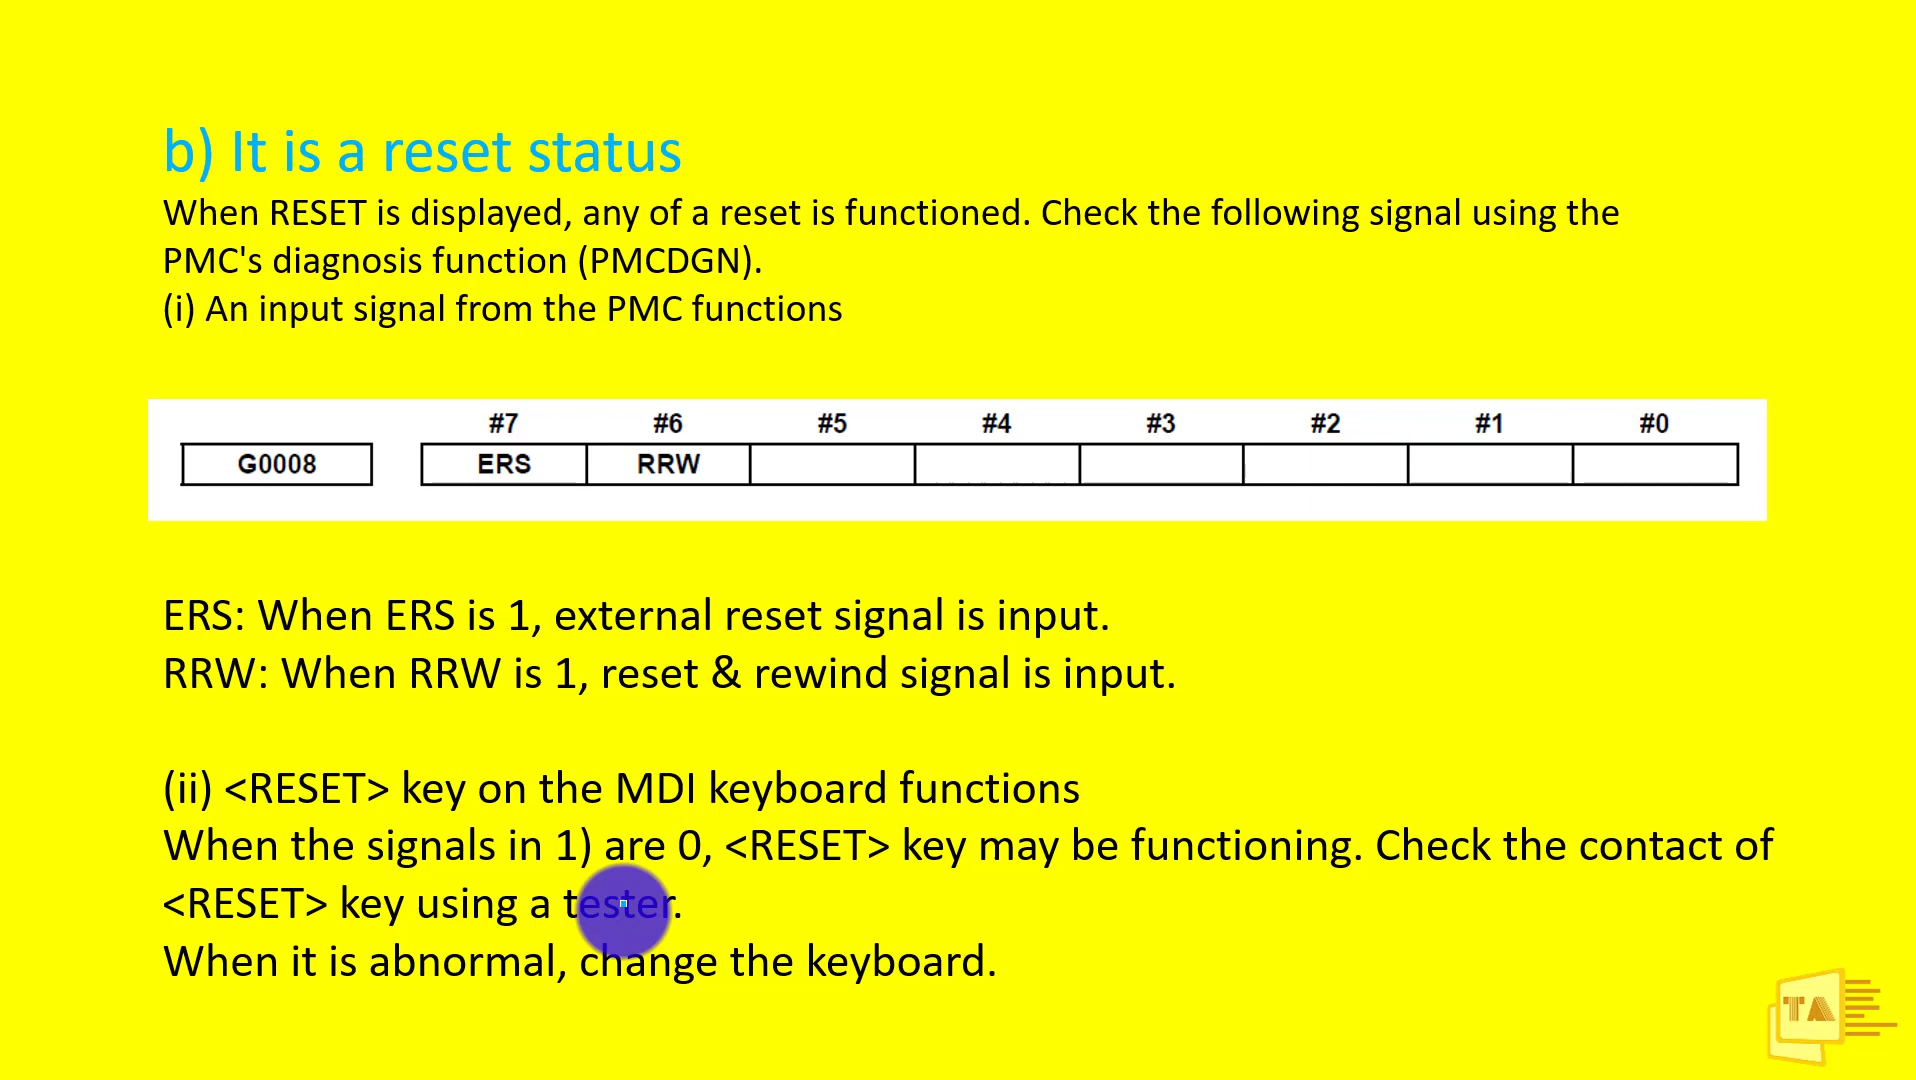 b) It is a reset status
When RESET is displayed, any of a reset is functioned. Check the following signal using the
PMC's diagnosis function (PMCDGN).
(i) An input signal from the PMC functions
#7 #6 #5 #4 #3 #2 #1 #0
G0008 ERS RRW
ERS: When ERS is 1, external reset signal is input.
RRW: When RRW is 1, reset & rewind signal is input.
(ii) <RESET> key on the MDI keyboard functions
When the signals in 1) are 0, <RESET> key may be functioning. Check the contact of
<RESET> key using a tester.
When it is abnormal, change the keyboard.
TA